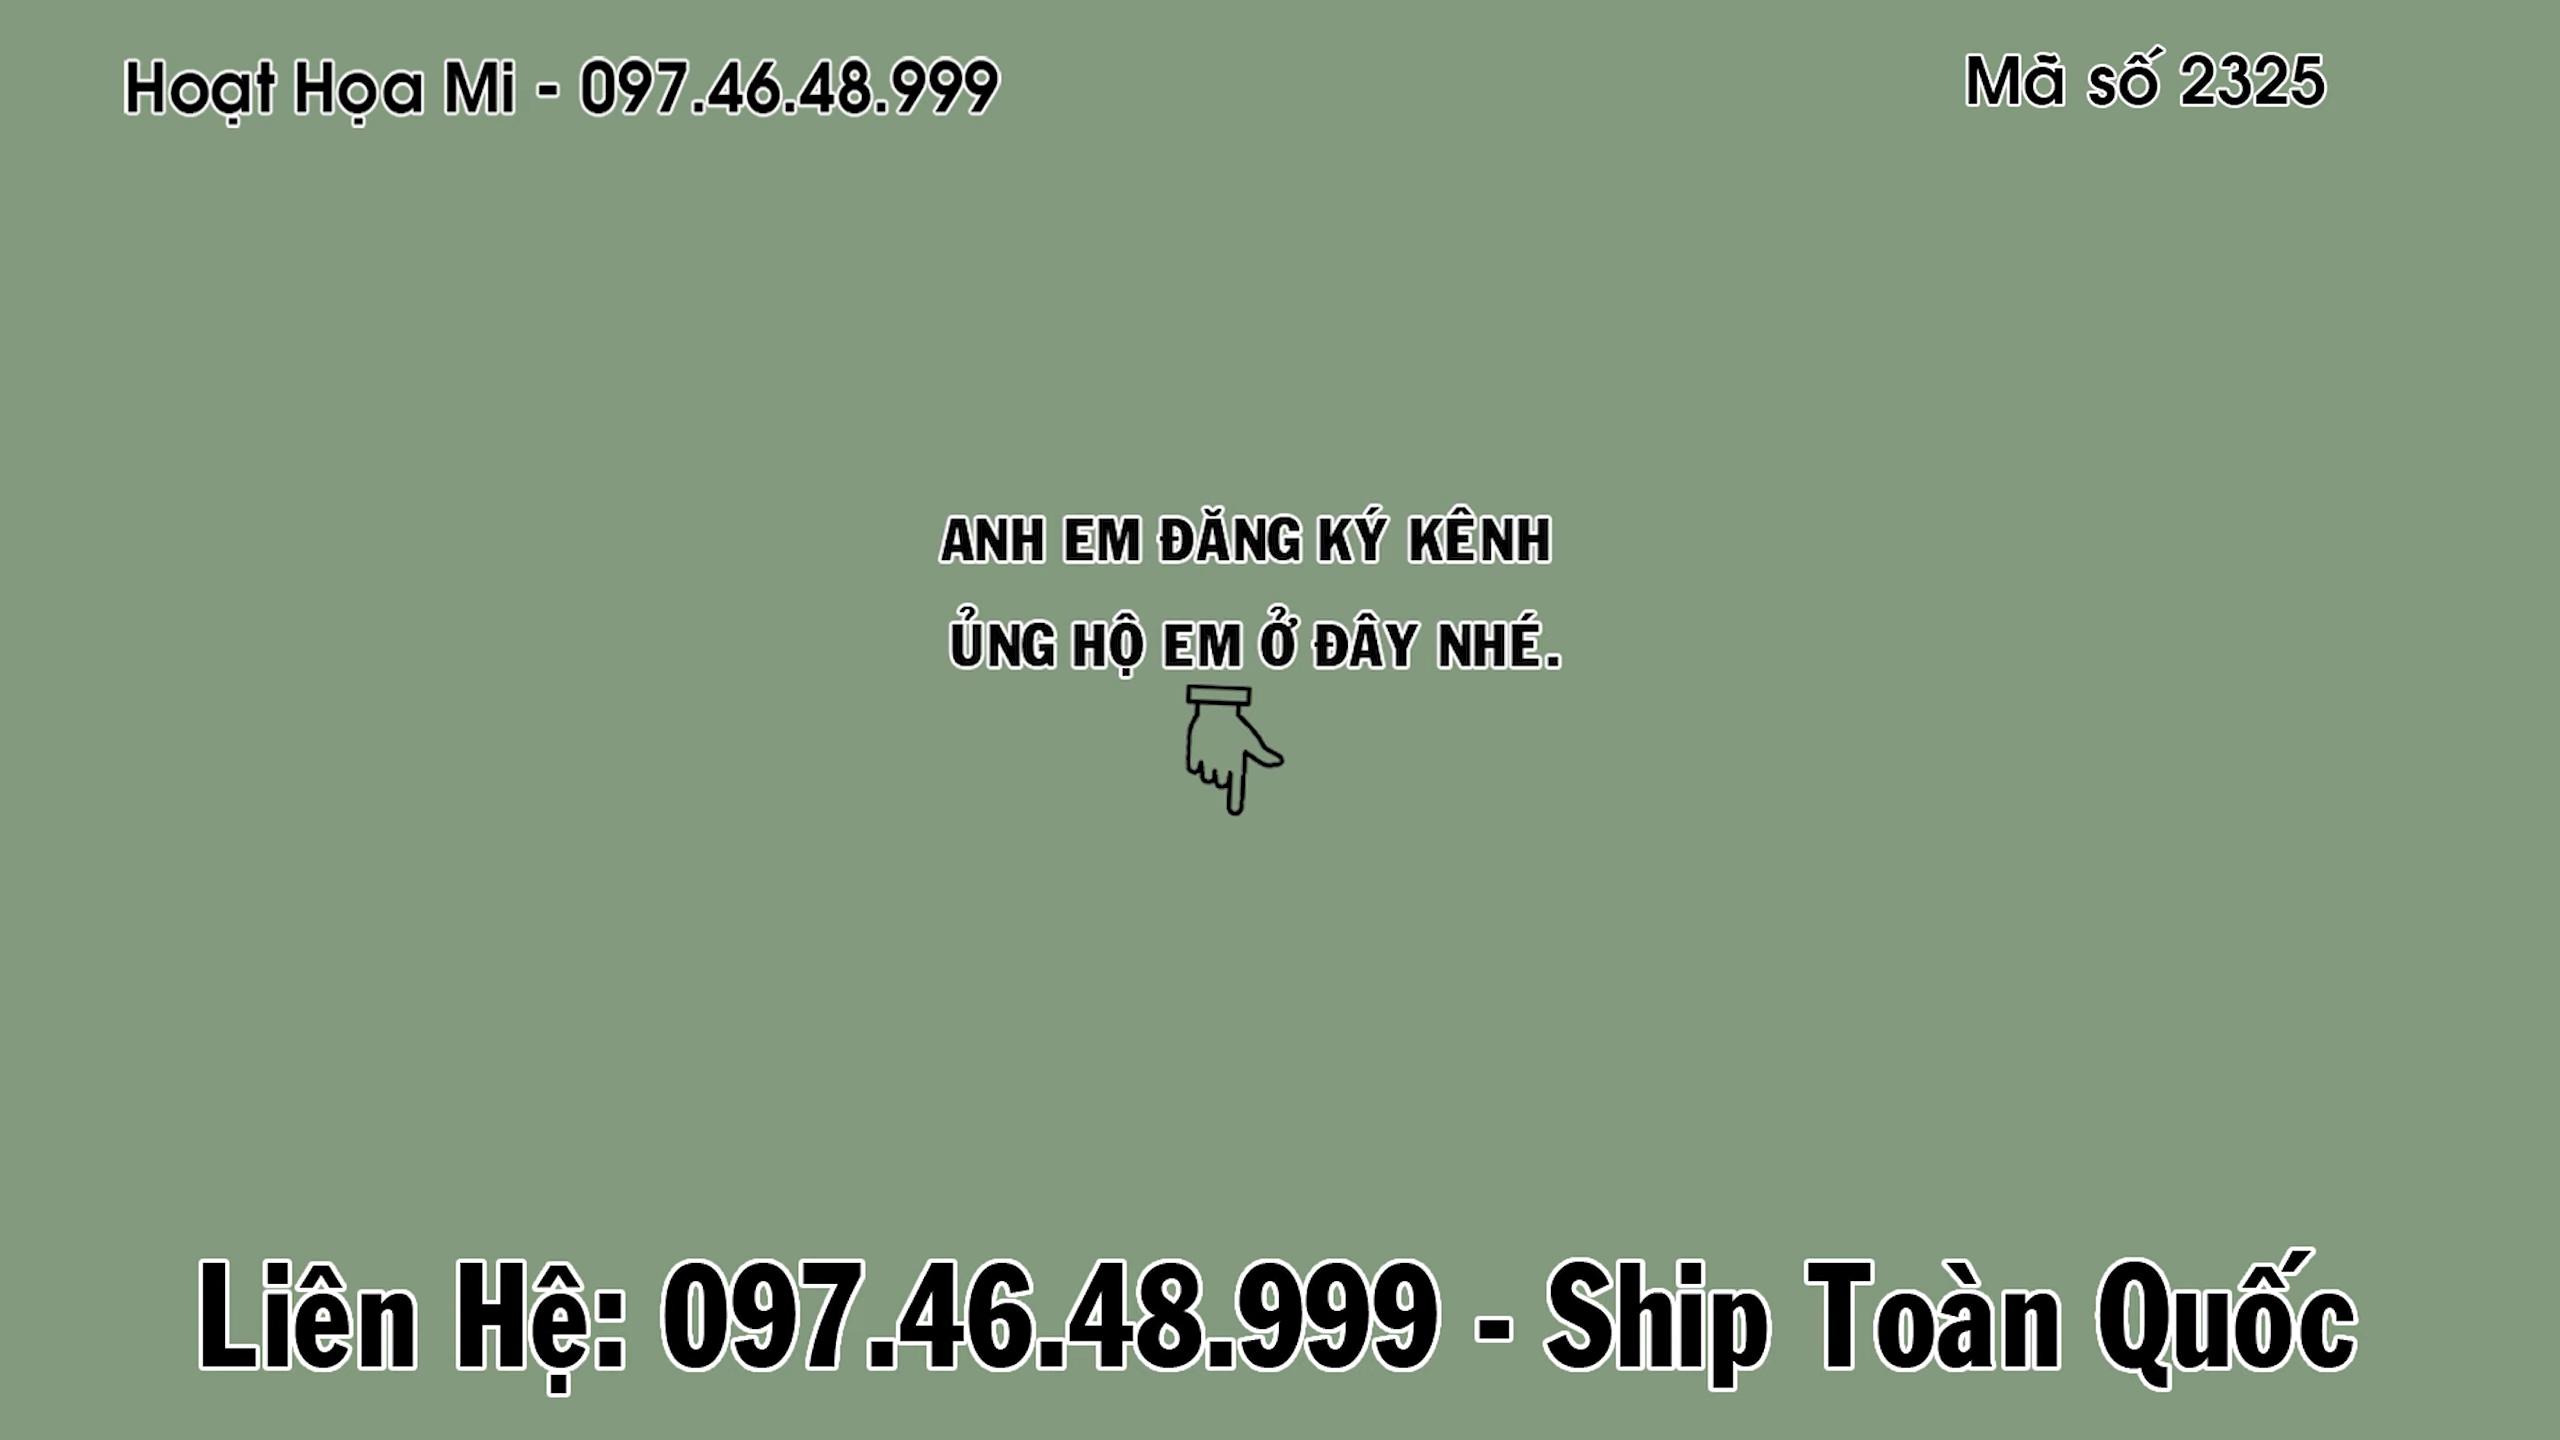 Hoạt Họa Mi - 097.46.48.999
Mã số 2325
ANH EM ĐĂNG KÝ KÊNH
ỦNG HỘ EM Ở ĐÂY NHÉ.
Liên Hệ: 097.46.48.999 - Ship Toàn Quốc